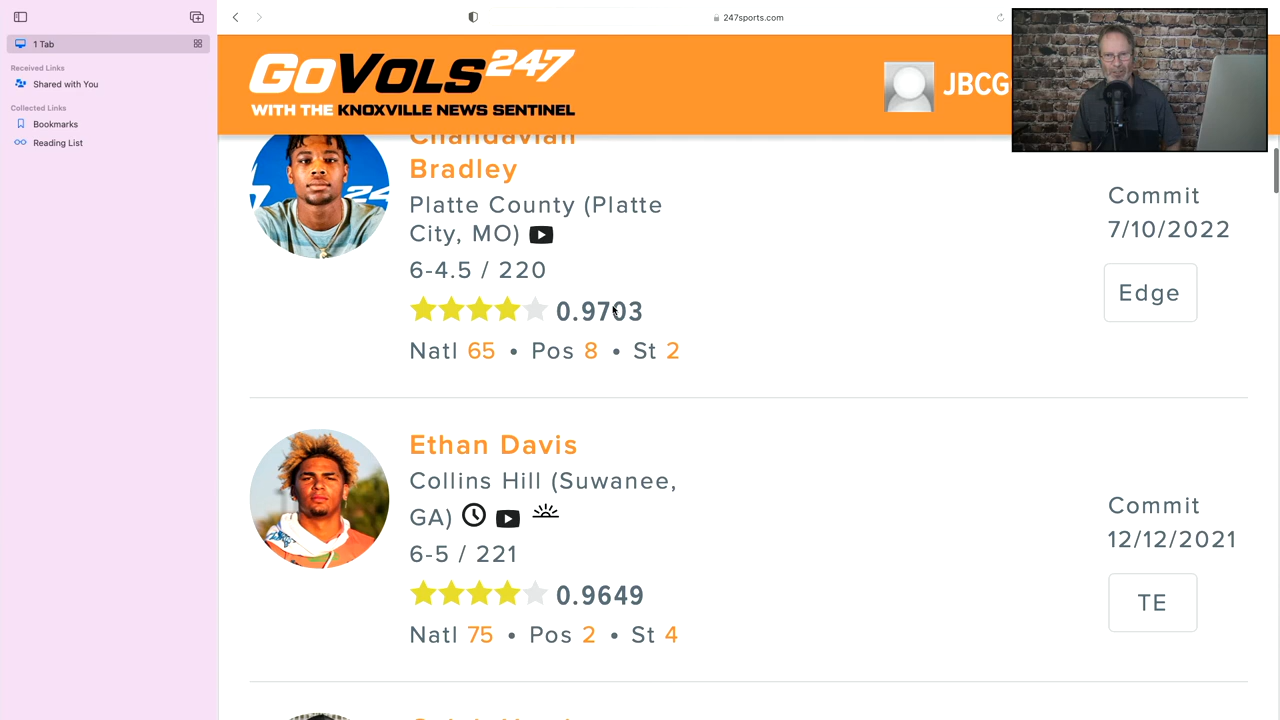 247sports.com
1 Tab
Received Links
Shared with You
Collected Links
Bookmarks
Reading List
GoVols247
WITH THE KNOXVILLE NEWS SENTINEL
JBCG
Chandavian
Bradley
Platte County (Platte
City, MO)
6-4.5 / 220
0.9703
Natl 65 • Pos 8 • St 2
Commit
7/10/2022
Edge
Ethan Davis
Collins Hill (Suwanee,
GA)
6-5 / 221
0.9649
Natl 75 • Pos 2 • St 4
Commit
12/12/2021
TE